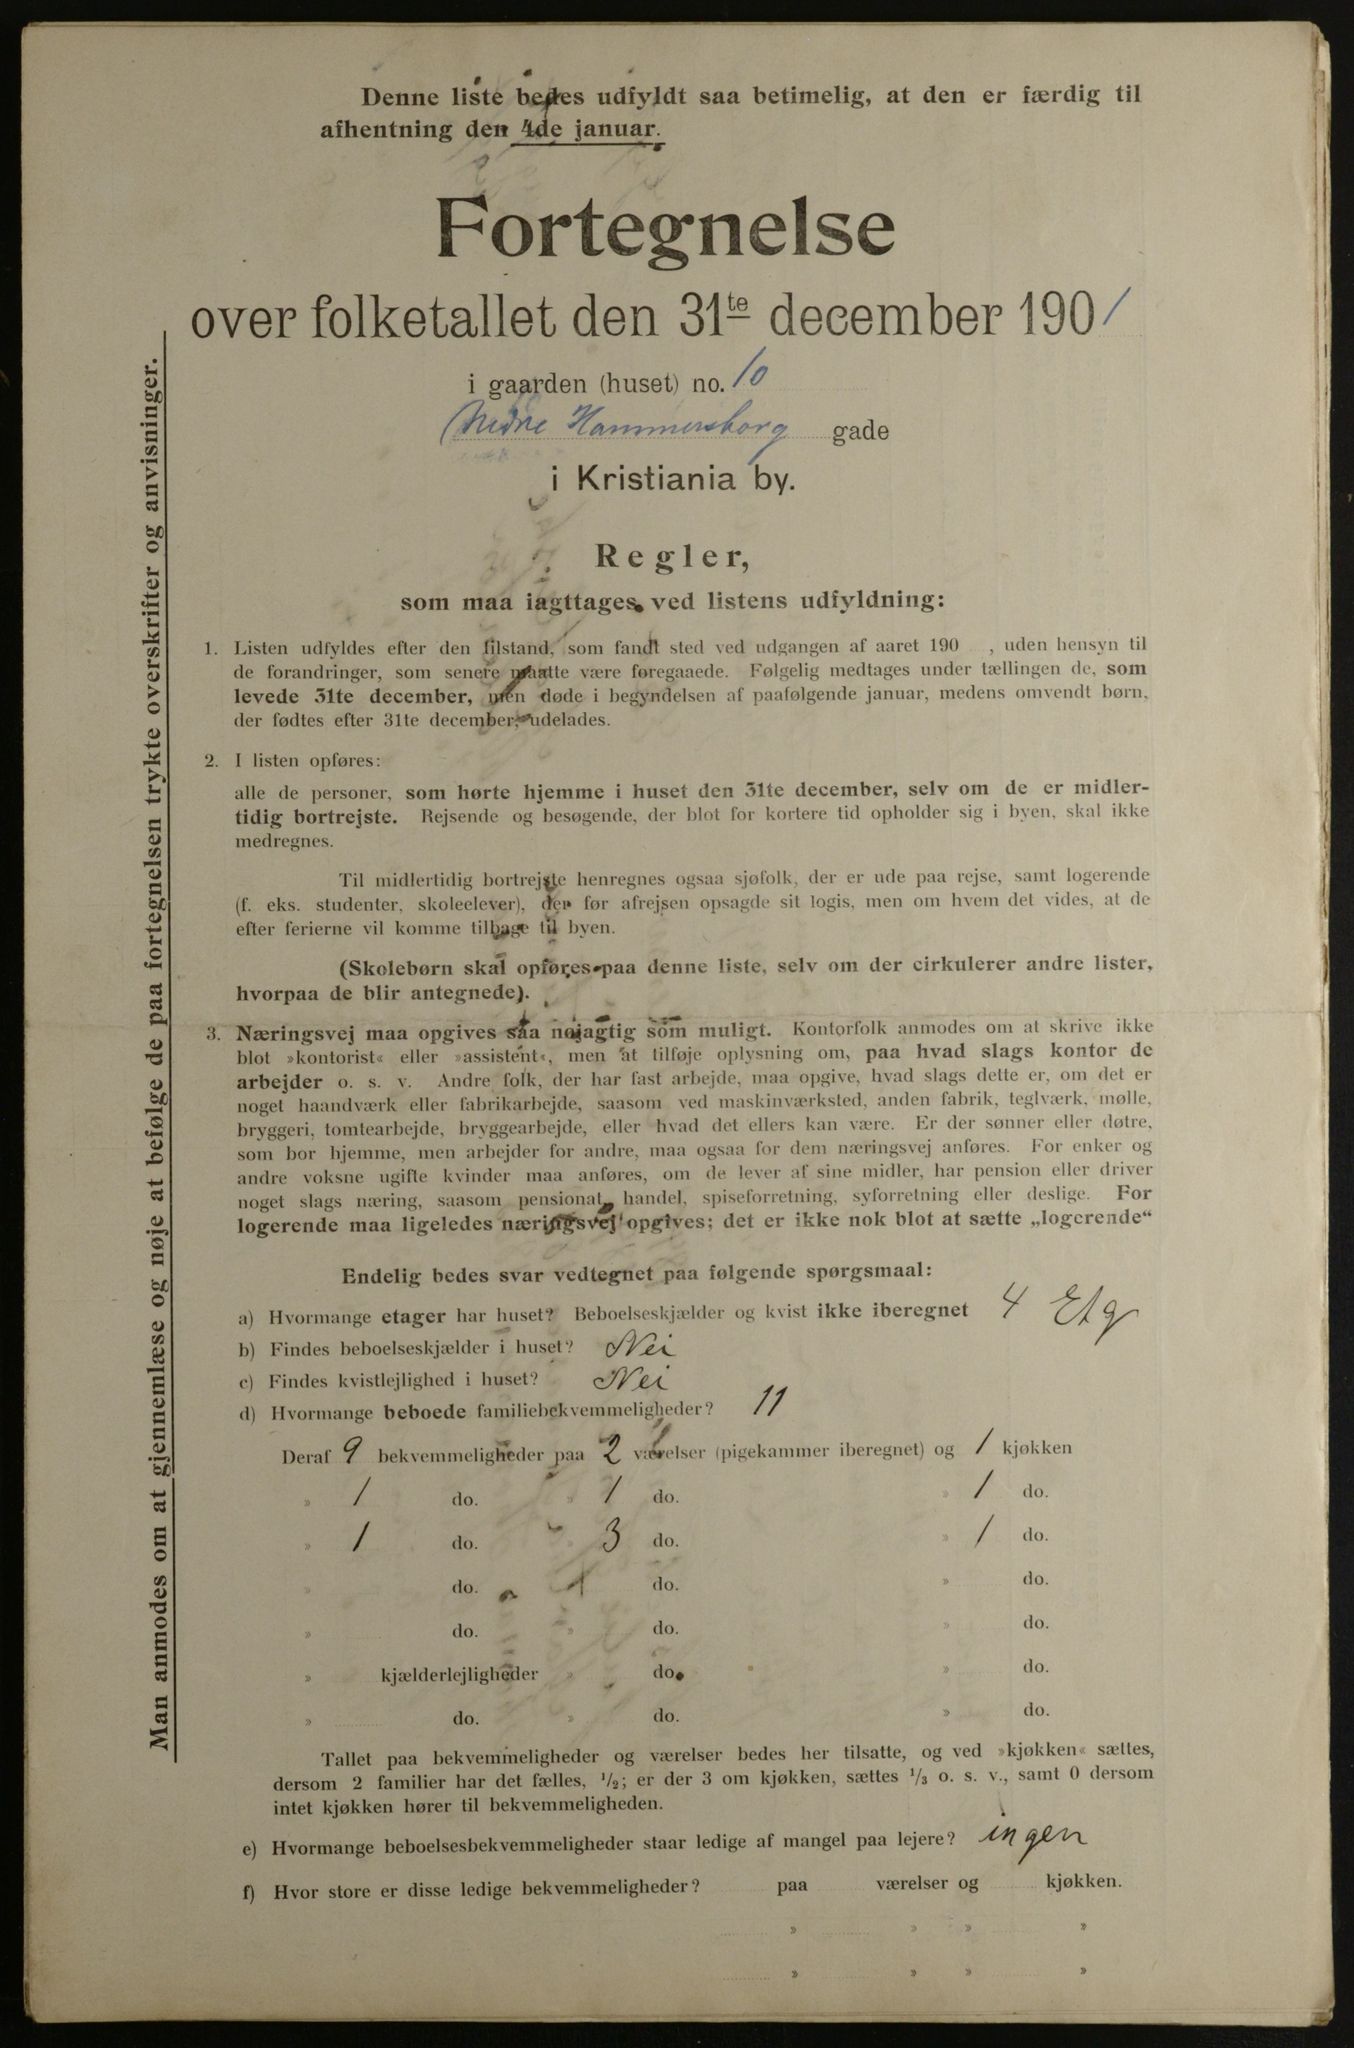 Denne liste bedes udfyldt saa betimelig, at den er færdig til
afhentning den 4de januar.
Fortegnelse
over folketallet den 31te december 1901
i gaarden (huset) no. 10
Nedre Hammersborg gade
i Kristiania by.
Regler,
som maa iagttages ved listens udfyldning:
1. Listen udfyldes efter den tilstand, som fandt sted ved udgangen af aaret 190 , uden hensyn til
de forandringer, som senere maatte være foregaaede. Følgelig medtages under tællingen de, som
levede 31te december, men døde i begyndelsen af paafølgende januar, medens omvendt børn,
der fødtes efter 31te december, udelades.
2. I listen opføres:
alle de personer, som hørte hjemme i huset den 31te december, selv om de er midler-
tidig bortrejste. Rejsende og besøgende, der blot for kortere tid opholder sig i byen, skal ikke
medregnes.
Til midlertidig bortrejste henregnes ogsaa sjøfolk, der er ude paa rejse, samt logerende
(f. eks. studenter, skoleelever), der før afrejsen opsagde sit logis, men om hvem det vides, at de
efter ferierne vil komme tilbage til byen.
(Skolebørn skal opføres paa denne liste, selv om der cirkulerer andre lister,
hvorpaa de blir antegnede).
3. Næringsvej maa opgives saa nøjagtig som muligt. Kontorfolk anmodes om at skrive ikke
blot »kontorist« eller »assistent«, men at tilføje oplysning om, paa hvad slags kontor de
arbejder o. s. v. Andre folk, der har fast arbejde, maa opgive, hvad slags dette er, om det er
noget haandværk eller fabrikarbejde, saasom ved maskinværksted, anden fabrik, teglværk, mølle,
bryggeri, tomtearbejde, bryggearbejde, eller hvad det ellers kan være. Er der sønner eller døtre,
som bor hjemme, men arbejder for andre, maa ogsaa for dem næringsvej anføres. For enker og
andre voksne ugifte kvinder maa anføres, om de lever af sine midler, har pension eller driver
noget slags næring, saasom pensionat, handel, spiseforretning, syforretning eller deslige. For
logerende maa ligeledes næringsvej opgives; det er ikke nok blot at sætte „logerende“
Endelig bedes svar vedtegnet paa følgende spørgsmaal:
a) Hvormange etager har huset? Beboelseskjælder og kvist ikke iberegnet 4 Etg
b) Findes beboelseskjælder i huset? Nei
c) Findes kvistlejlighed i huset? Nei
d) Hvormange beboede familiebekvemmeligheder? 11
Deraf 9 bekvemmeligheder paa 2 værelser (pigekammer iberegnet) og 1 kjøkken
» 1 do. » 1 do. » 1 do.
» 1 do. » 3 do. » 1 do.
» do. do. » do.
» do. » do. » do.
» kjælderlejligheder » do. » do.
» do. » do. » do.
Tallet paa bekvemmeligheder og værelser bedes her tilsatte, og ved »kjøkken« sættes,
dersom 2 familier har det fælles, 1/2; er der 3 om kjøkken, sættes 1/3 o. s. v., samt 0 dersom
intet kjøkken hører til bekvemmeligheden.
e) Hvormange beboelsesbekvemmeligheder staar ledige af mangel paa lejere? ingen
f) Hvor store er disse ledige bekvemmeligheder? paa værelser og kjøkken.
» » » »
» » » »
Man anmodes om at gjennemlæse og nøje at befølge de paa fortegnelsen trykte overskrifter og anvisninger.